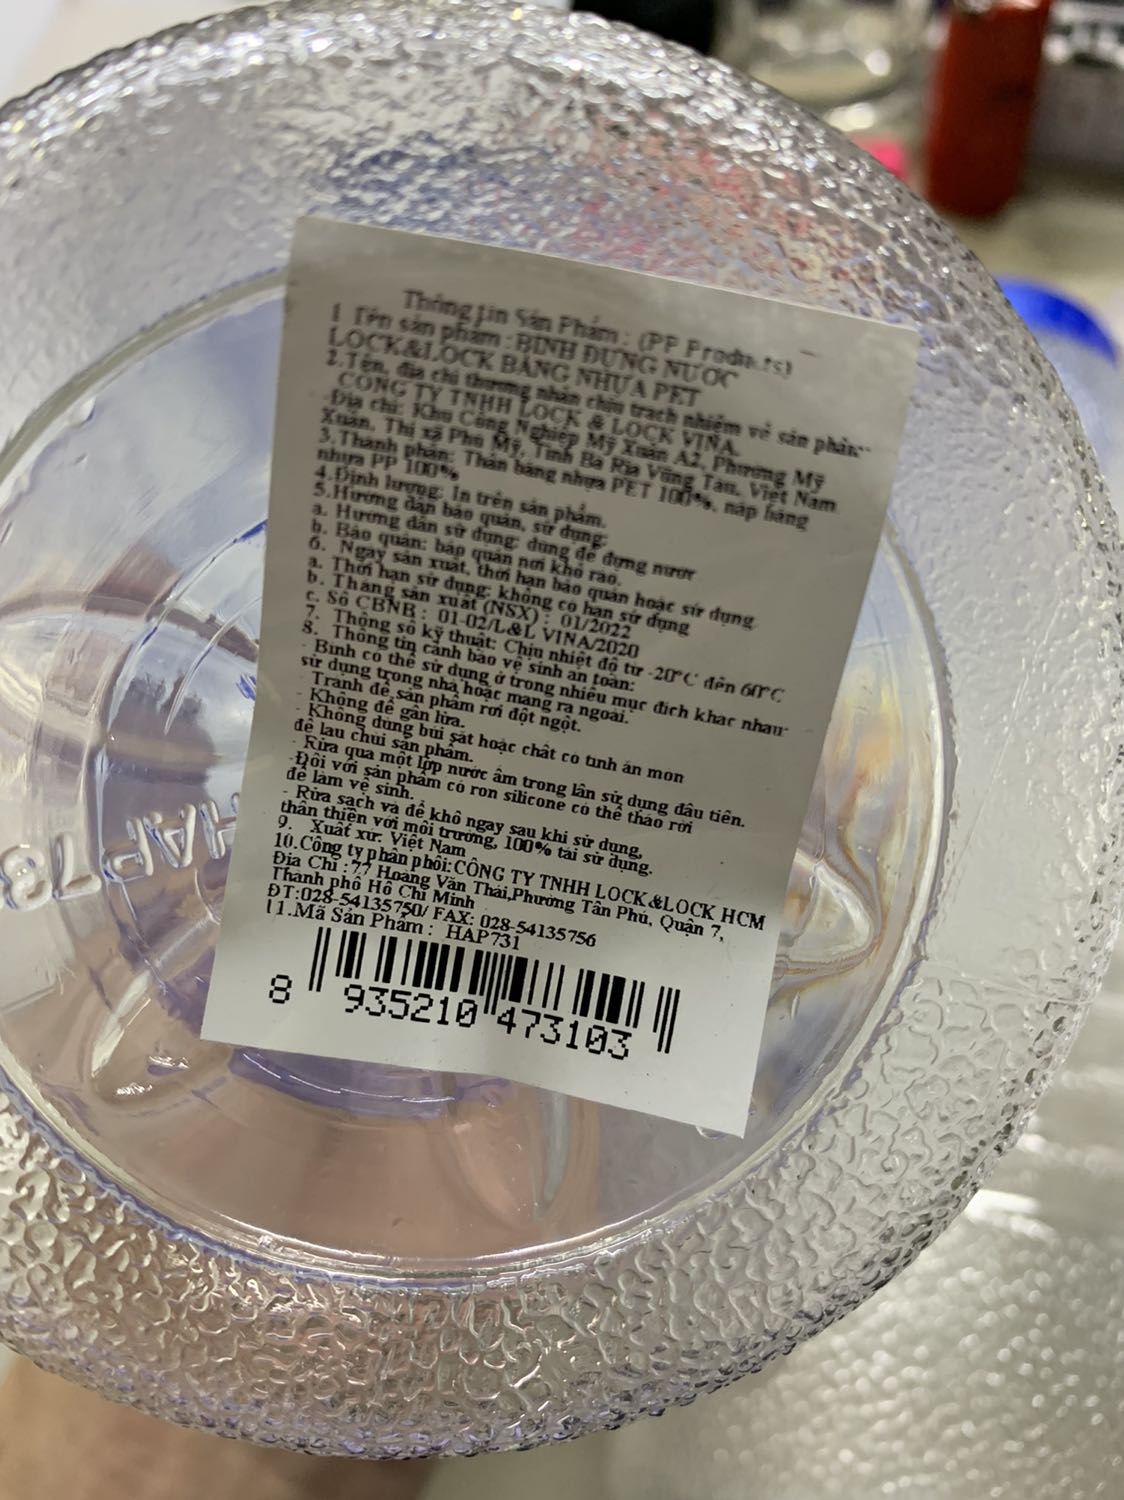 Thông tin Sản Phẩm : (PP Products)
1 Tên sản phẩm : BÌNH ĐỰNG NƯỚC
LOCK&LOCK BẰNG NHỰA PET
2.Tên, địa chỉ thương nhân chịu trách nhiệm về sản phẩm:
CÔNG TY TNHH LOCK & LOCK VINA.
-Địa chỉ: Khu Công Nghiệp Mỹ Xuân A2, Phường Mỹ
Xuân, Thị xã Phú Mỹ, Tỉnh Bà Rịa Vũng Tàu, Việt Nam
3.Thành phần: Thân bằng nhựa PET 100%, nắp bằng
nhựa PP 100%
4.Định lượng: In trên sản phẩm.
5.Hướng dẫn bảo quản, sử dụng:
a. Hướng dẫn sử dụng: dùng để đựng nước
b. Bảo quản: bảo quản nơi khô ráo.
6. Ngày sản xuất, thời hạn bảo quản hoặc sử dụng
a. Thời hạn sử dụng: không có hạn sử dụng
b. Tháng sản xuất (NSX) : 01/2022
c. Số CBNB : 01-02/L&L VINA/2020
7. Thông số kỹ thuật: Chịu nhiệt độ từ -20°C đến 60°C
8. Thông tin cảnh báo vệ sinh an toàn:
- Bình có thể sử dụng ở trong nhiều mục đích khác nhau-
sử dụng trong nhà hoặc mang ra ngoài.
- Tránh để sản phẩm rơi đột ngột.
- Không để gần lửa.
- Không dùng bùi sắt hoặc chất có tính ăn mòn
để lau chùi sản phẩm.
- Rửa qua một lớp nước ấm trong lần sử dụng đầu tiên.
-Đối với sản phẩm có ron silicone có thể tháo rời
để làm vệ sinh.
- Rửa sạch và để khô ngay sau khi sử dụng,
thân thiện với môi trường, 100% tái sử dụng.
9. Xuất xứ: Việt Nam
10.Công ty phân phối:CÔNG TY TNHH LOCK&LOCK HCM
Địa Chỉ :77 Hoàng Văn Thái,Phường Tân Phú, Quận 7,
Thành phố Hồ Chí Minh
ĐT:028-54135750/ FAX: 028-54135756
11.Mã Sản Phẩm : HAP731
8 935210 473103
HAP73